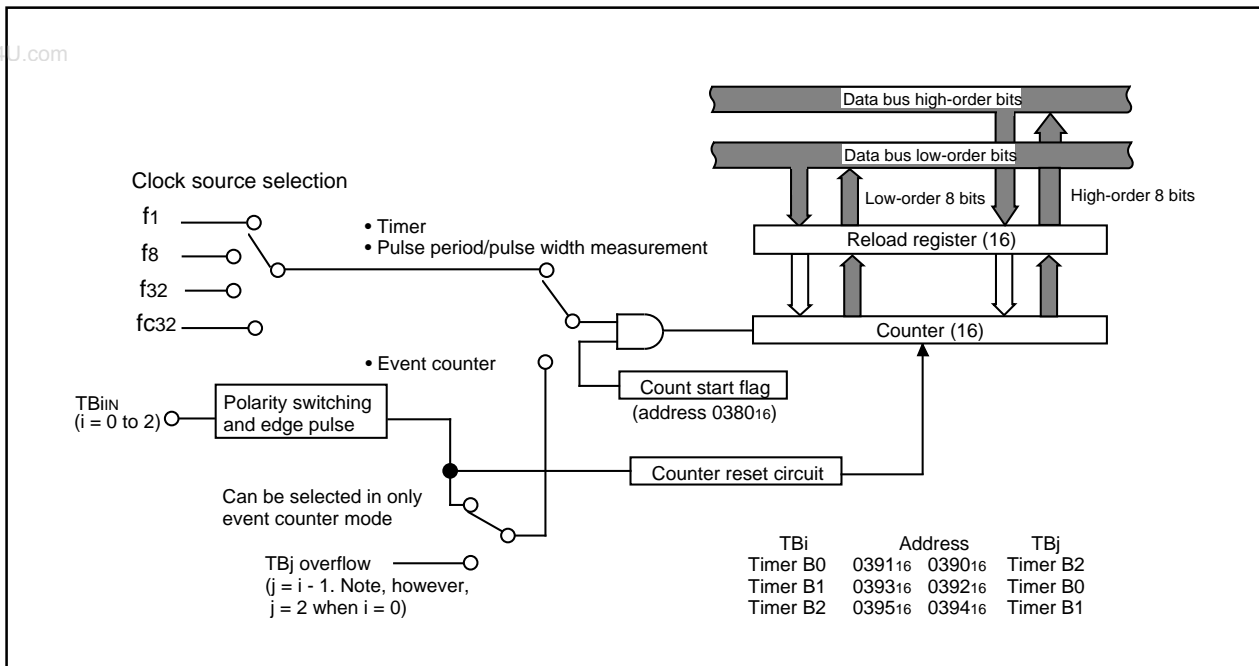 4U.com
Data bus high-order bits
Data bus low-order bits
Clock source selection
Low-order 8 bits
High-order 8 bits
f1
• Timer
• Pulse period/pulse width measurement
Reload register (16)
f8
f32
fC32
Counter (16)
• Event counter
Count start flag
(address 038016)
TBiIN
(i = 0 to 2)
Polarity switching
and edge pulse
Counter reset circuit
Can be selected in only
event counter mode
TBj overflow
(j = i - 1. Note, however,
j = 2 when i = 0)
TBi Address TBj
Timer B0 039116 039016 Timer B2
Timer B1 039316 039216 Timer B0
Timer B2 039516 039416 Timer B1